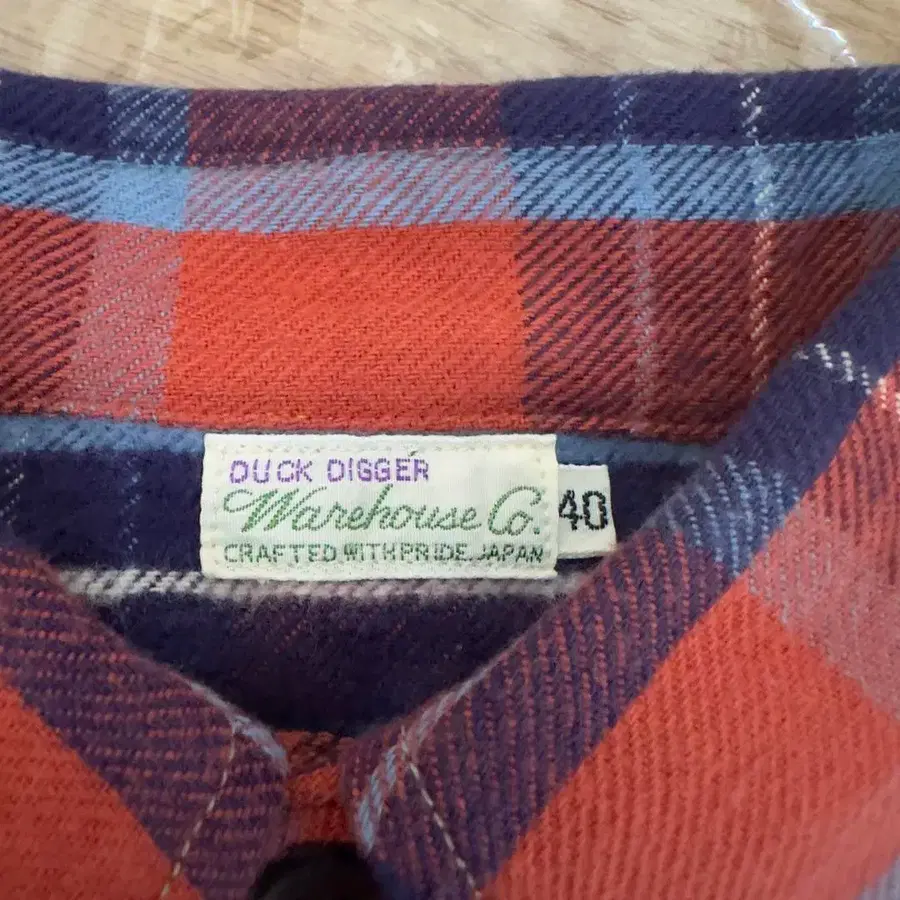 DUCK DIGGER
Warehouse Co.
40
CRAFTED WITH PRIDE JAPAN